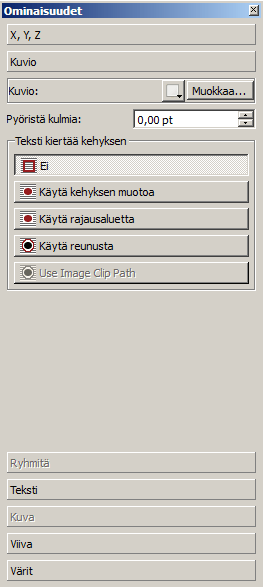 Ominaisuudet
X, Y, Z
Kuvio
Kuvio: Muokkaa...
Pyöristä kulmia: 0,00 pt
Teksti kiertää kehyksen
Ei
Käytä kehyksen muotoa
Käytä rajausaluetta
Käytä reunusta
Use Image Clip Path
Ryhmitä
Teksti
Kuva
Viiva
Värit